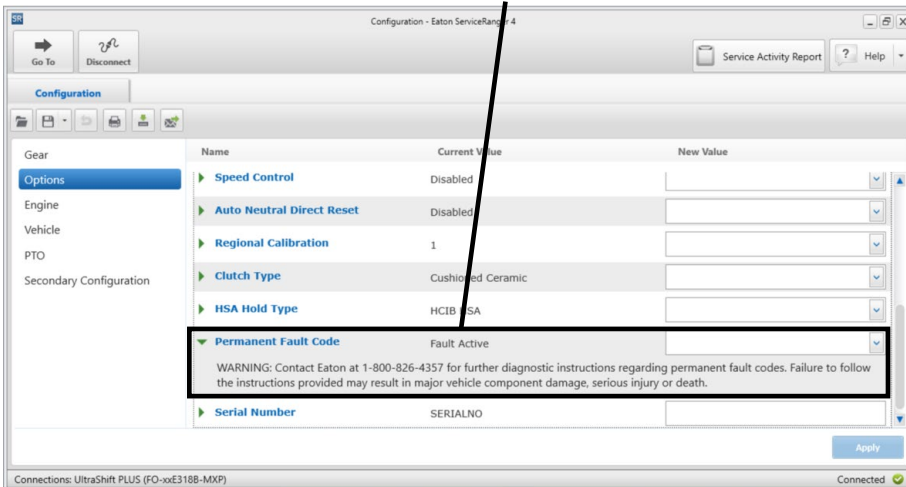 SR
Configuration - Eaton ServiceRanger 4
Go To
Disconnect
Service Activity Report
? Help
Configuration
Gear
Options
Engine
Vehicle
PTO
Secondary Configuration
Name Current Value New Value
Speed Control Disabled
Auto Neutral Direct Reset Disabled
Regional Calibration 1
Clutch Type Cushioned Ceramic
HSA Hold Type HCIB HSA
Permanent Fault Code Fault Active
WARNING: Contact Eaton at 1-800-826-4357 for further diagnostic instructions regarding permanent fault codes. Failure to follow
the instructions provided may result in major vehicle component damage, serious injury or death.
Serial Number SERIALNO
Apply
Connections: UltraShift PLUS (FO-xxE318B-MXP) Connected